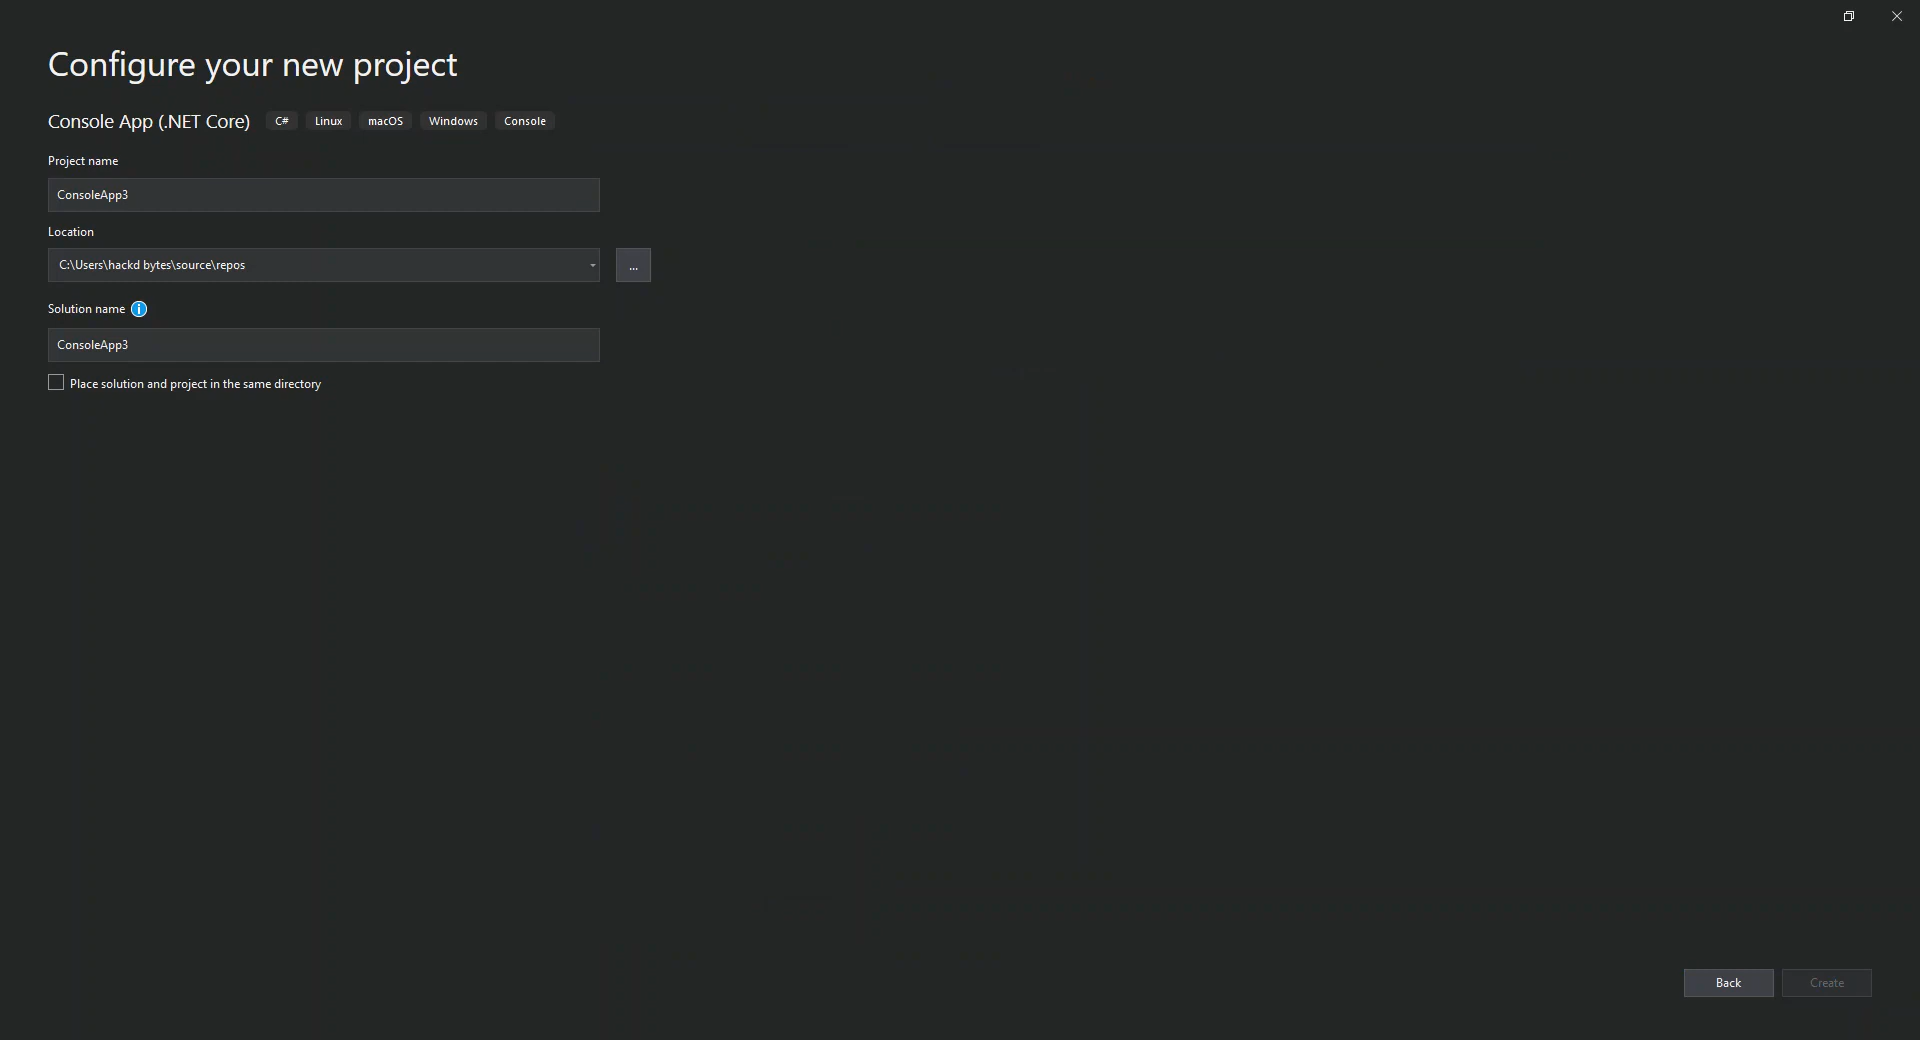 Configure your new project
Console App (.NET Core) C# Linux macOS Windows Console
Project name
ConsoleApp3
Location
C:\Users\hackd bytes\source\repos
...
Solution name
ConsoleApp3
Place solution and project in the same directory
Back Create